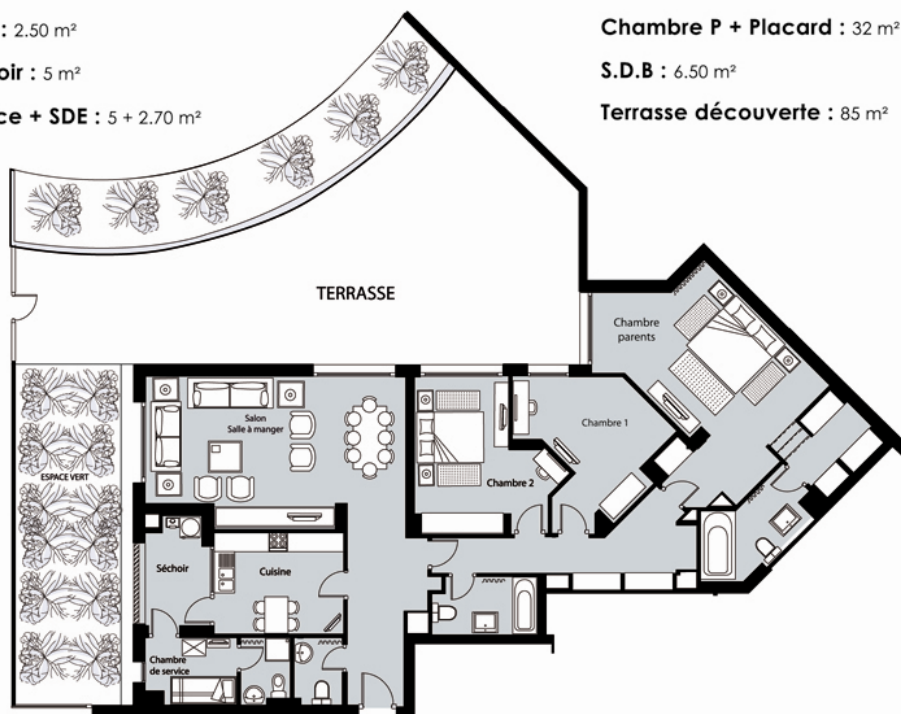 : 2.50 m²
oir : 5 m²
ce + SDE : 5 + 2.70 m²
Chambre P + Placard : 32 m²
S.D.B : 6.50 m²
Terrasse découverte : 85 m²
TERRASSE
Chambre
parents
Salon
Salle à manger
Chambre 1
ESPACE VERT
Chambre 2
Séchoir
Cuisine
Chambre
de service